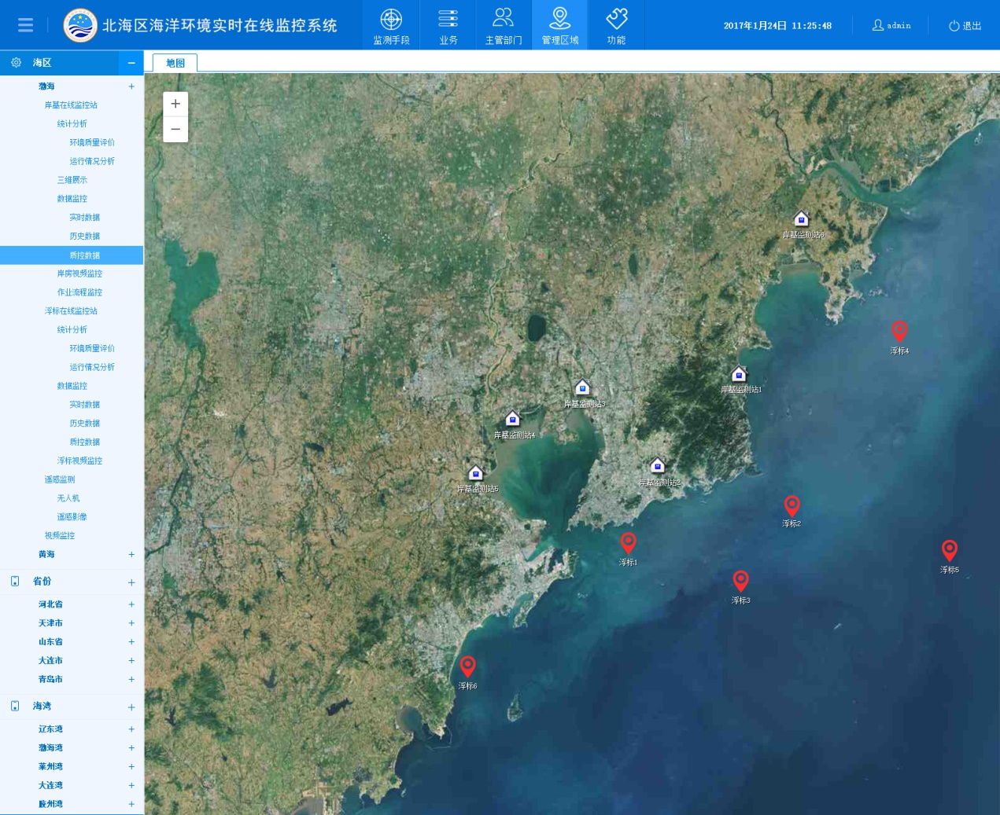 北海区海洋环境实时在线监控系统
监测手段
业务
主管部门
管理区域
功能
2017年1月24日 11:25:48
admin
退出
海区
地图
渤海
岸基在线监控站
统计分析
环境质量评价
运行情况分析
三维展示
数据监控
实时数据
历史数据
质控数据
岸房视频监控
作业流程监控
浮标在线监控站
统计分析
环境质量评价
运行情况分析
数据监控
实时数据
历史数据
质控数据
浮标视频监控
遥感监测
无人机
遥感影像
视频监控
黄海
省份
河北省
天津市
山东省
大连市
青岛市
海湾
辽东湾
渤海湾
莱州湾
大连湾
胶州湾
岸基监测站6
浮标4
岸基监测站1
岸基监测站3
岸基监测站4
岸基监测站2
岸基监测站5
浮标2
浮标1
浮标5
浮标3
浮标6